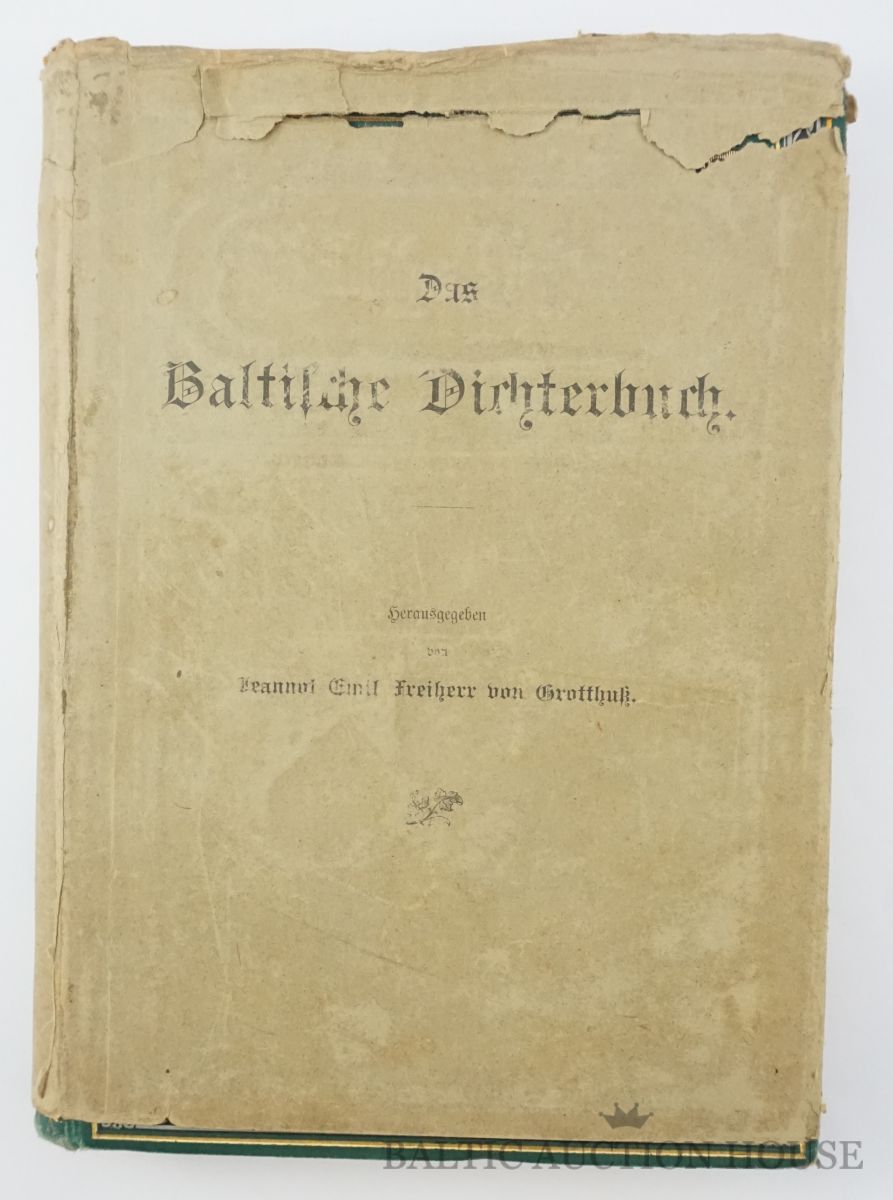 Das
Baltische Dichterbuch.
Herausgegeben
von
Jeannot Emil Freiherr von Grotthuß.
BALTIC AUCTION HOUSE